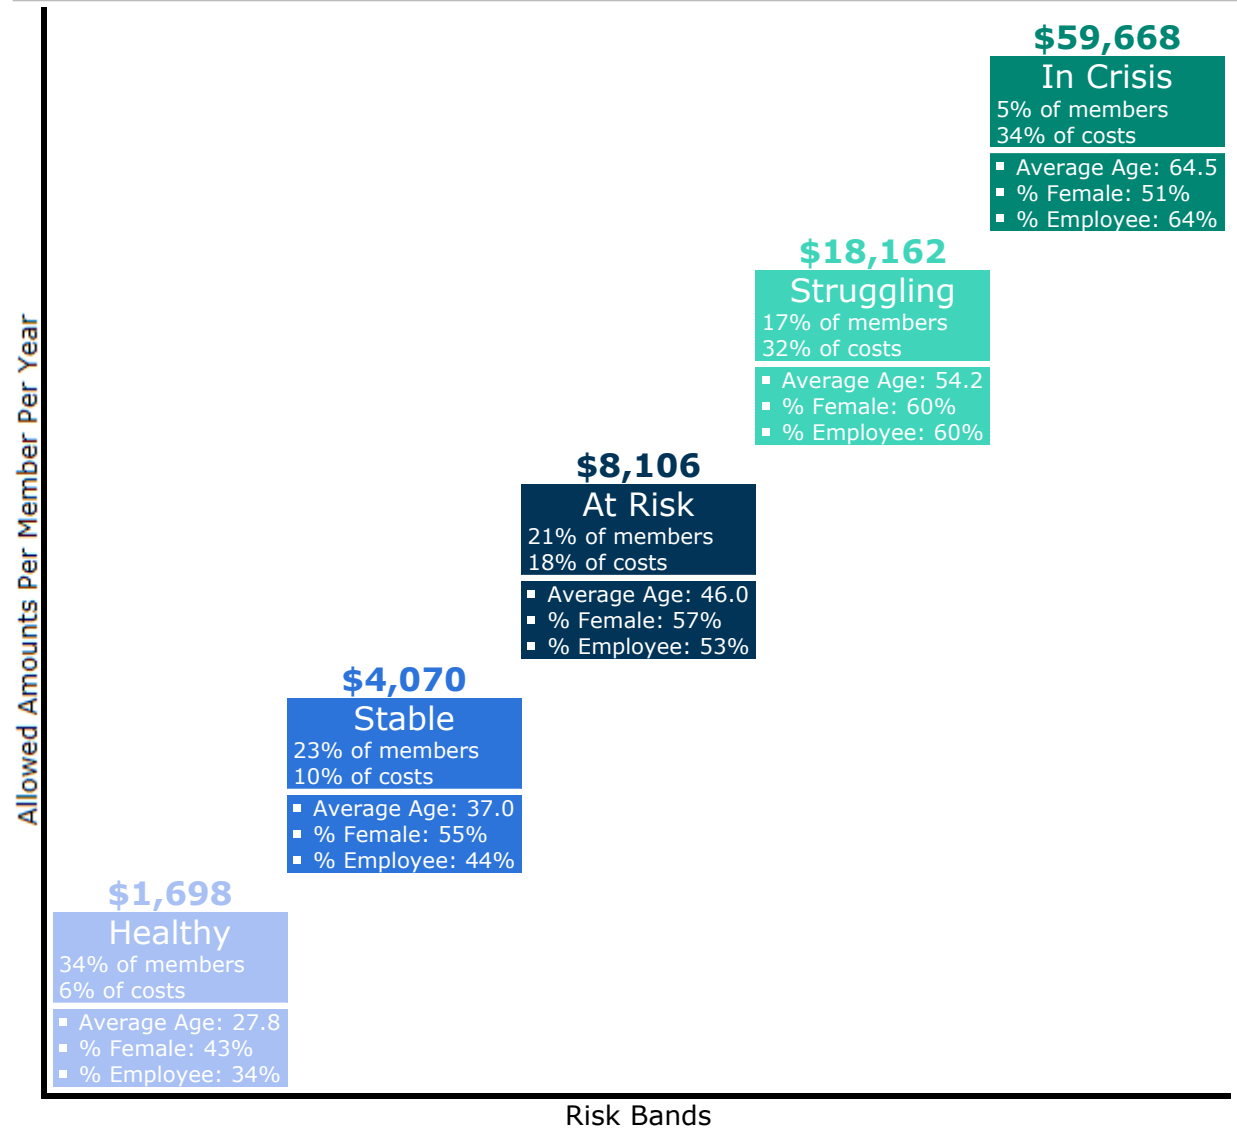 $59,668
In Crisis
5% of members
34% of costs
Average Age: 64.5
% Female: 51%
% Employee: 64%
$18,162
Struggling
17% of members
32% of costs
Average Age: 54.2
% Female: 60%
% Employee: 60%
$8,106
At Risk
21% of members
18% of costs
Average Age: 46.0
% Female: 57%
% Employee: 53%
$4,070
Stable
23% of members
10% of costs
Average Age: 37.0
% Female: 55%
% Employee: 44%
$1,698
Healthy
34% of members
6% of costs
Average Age: 27.8
% Female: 43%
% Employee: 34%
Allowed Amounts Per Member Per Year
Risk Bands